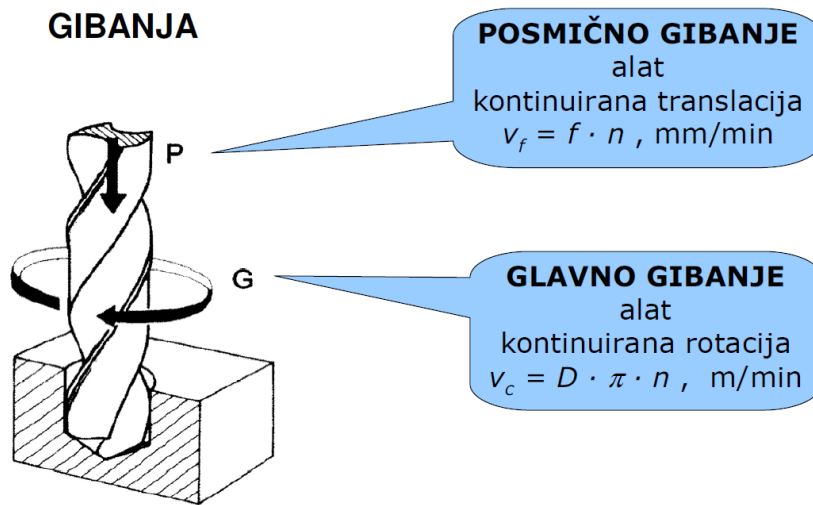 GIBANJA
POSMIČNO GIBANJE
alat
kontinuirana translacija
v_f = f · n , mm/min
P
GLAVNO GIBANJE
alat
kontinuirana rotacija
v_c = D · π · n ,  m/min
G